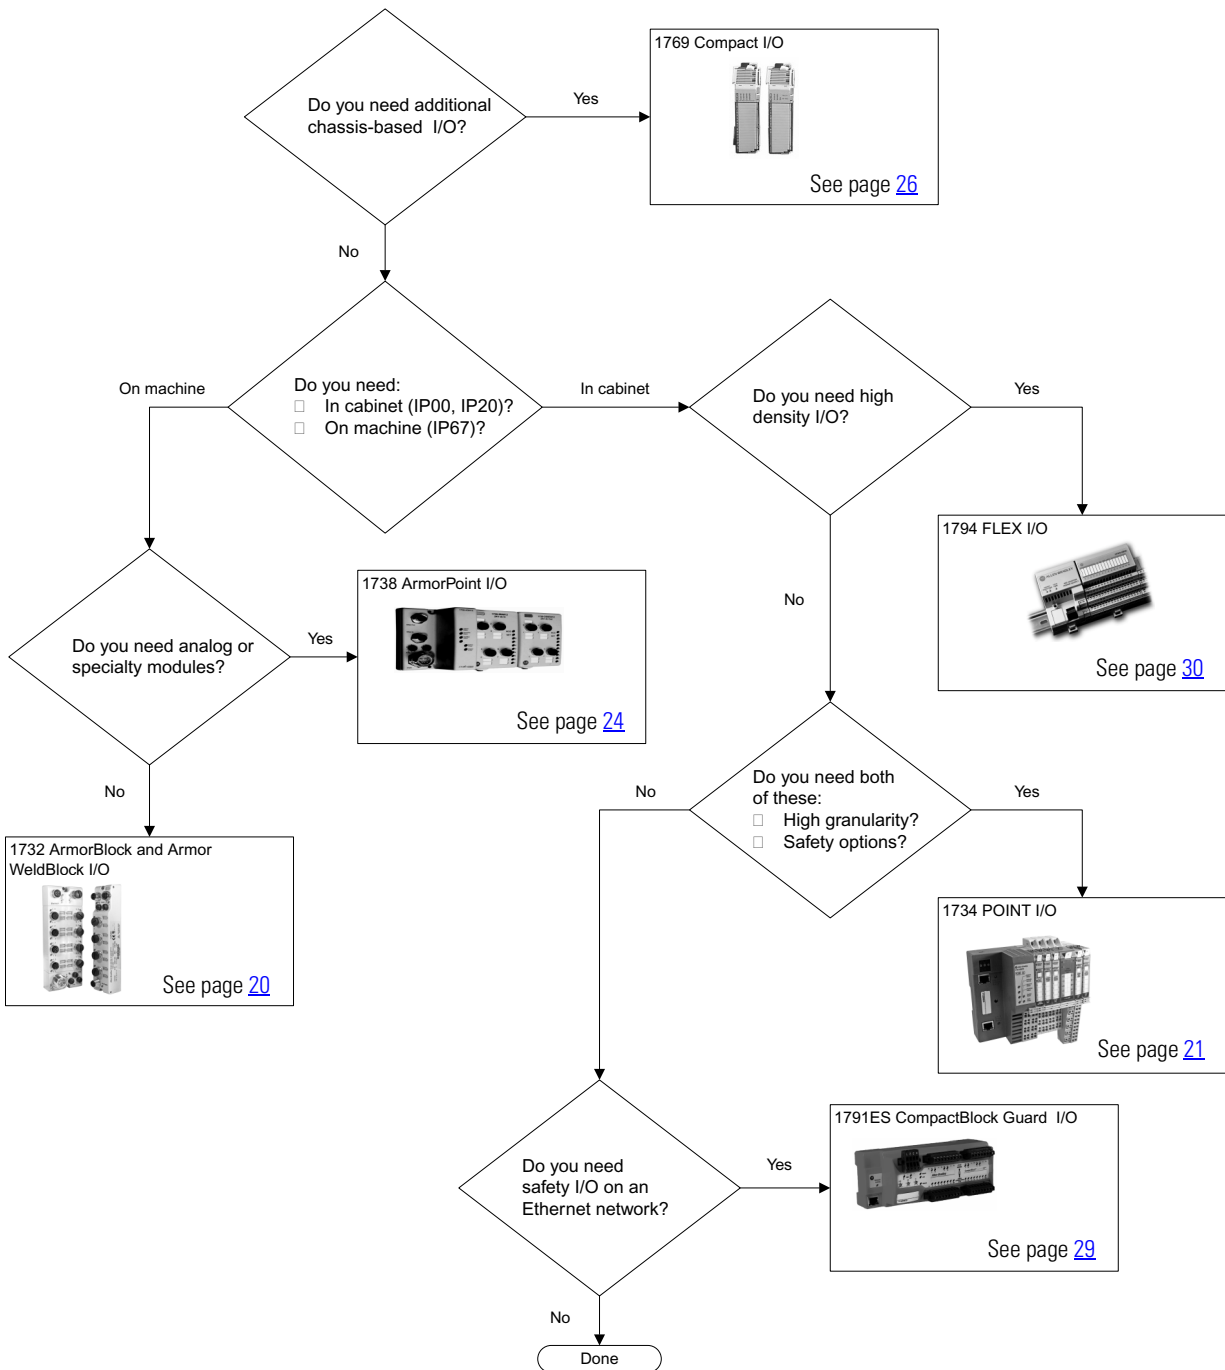 1769 Compact I/O
Do you need additional
chassis-based I/O?
Yes
See page 26
No
Do you need:
□ In cabinet (IP00, IP20)?
□ On machine (IP67)?
On machine
In cabinet
Do you need high
density I/O?
Yes
1794 FLEX I/O
See page 30
No
Do you need analog or
specialty modules?
Yes
1738 ArmorPoint I/O
See page 24
No
1732 ArmorBlock and Armor
WeldBlock I/O
See page 20
Do you need both
of these:
□ High granularity?
□ Safety options?
No
Yes
1734 POINT I/O
See page 21
Do you need
safety I/O on an
Ethernet network?
Yes
1791ES CompactBlock Guard I/O
See page 29
No
Done